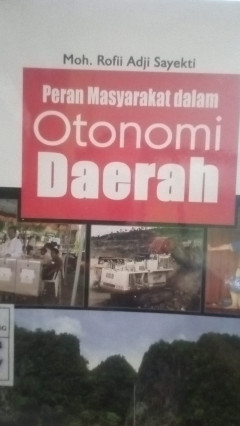 Moh. Rofii Adji Sayekti
Peran Masyarakat dalam
Otonomi
Daerah